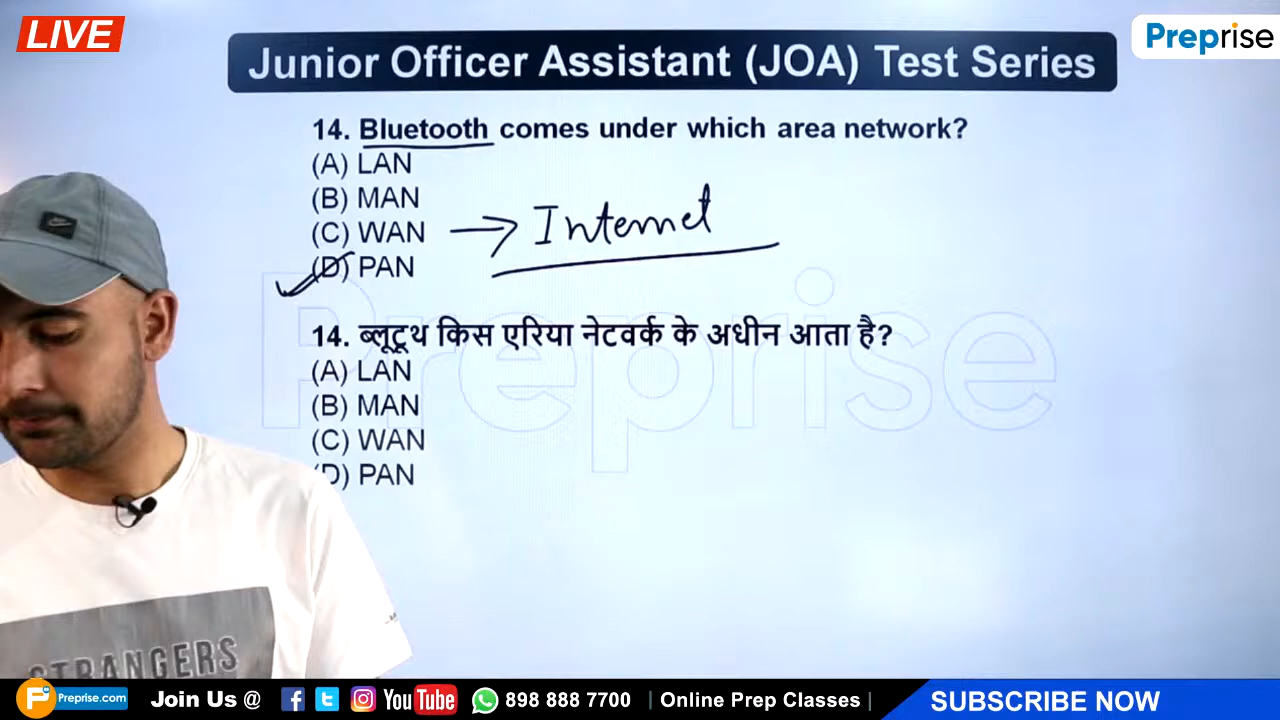 LIVE
Preprise
Junior Officer Assistant (JOA) Test Series
14. Bluetooth comes under which area network?
(A) LAN
(B) MAN
(C) WAN → Internet
(D) PAN
Preprise
14. ब्लूटूथ किस एरिया नेटवर्क के अधीन आता है?
(A) LAN
(B) MAN
(C) WAN
(D) PAN
STRANGERS
Preprise.com Join Us @ YouTube 898 888 7700 | Online Prep Classes | SUBSCRIBE NOW